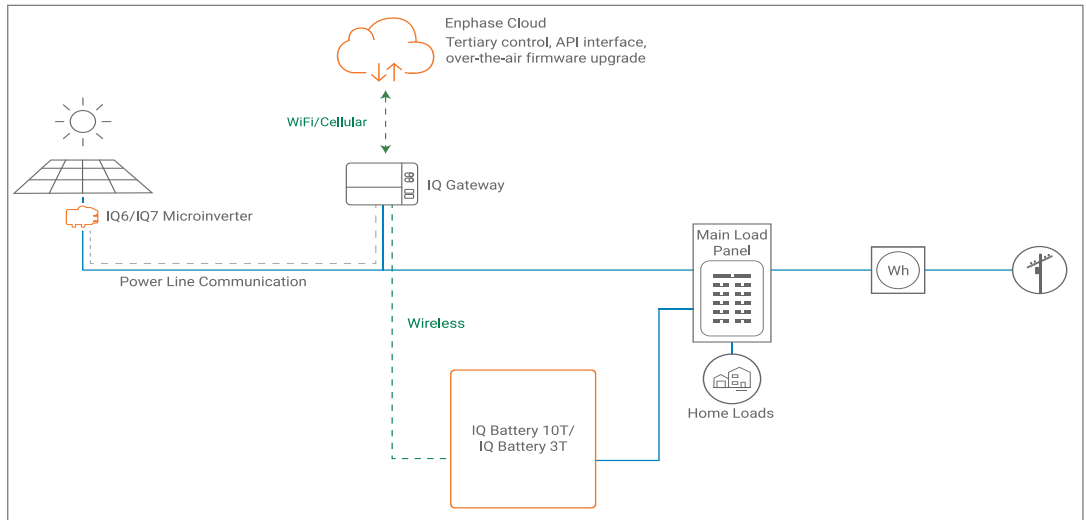 Enphase Cloud
Tertiary control, API interface,
over-the-air firmware upgrade
WiFi/Cellular
IQ Gateway
IQ6/IQ7 Microinverter
Power Line Communication
Main Load
Panel
Wh
Wireless
Home Loads
IQ Battery 10T/
IQ Battery 3T